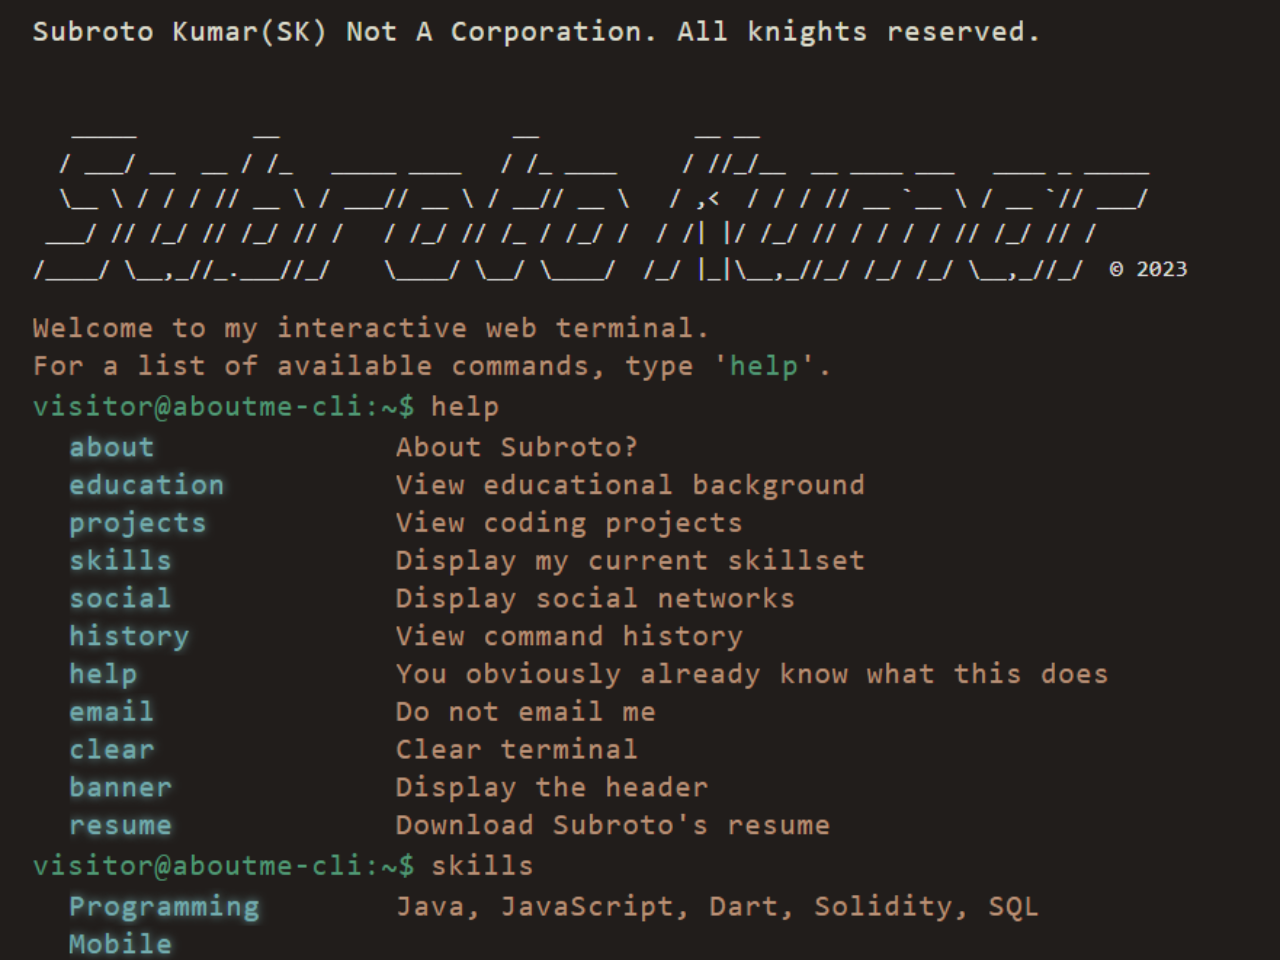 Subroto Kumar(SK) Not A Corporation. All knights reserved.
Subroto Kumar © 2023
Welcome to my interactive web terminal.
For a list of available commands, type 'help'.
visitor@aboutme-cli:~$ help
about About Subroto?
education View educational background
projects View coding projects
skills Display my current skillset
social Display social networks
history View command history
help You obviously already know what this does
email Do not email me
clear Clear terminal
banner Display the header
resume Download Subroto's resume
visitor@aboutme-cli:~$ skills
Programming Java, JavaScript, Dart, Solidity, SQL
Mobile